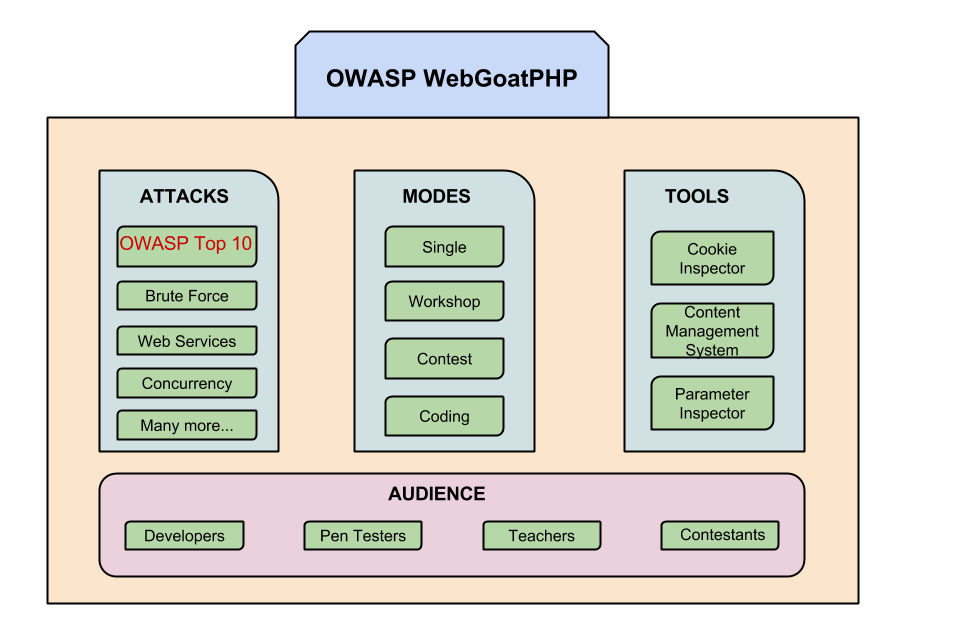 OWASP WebGoatPHP
ATTACKS
OWASP Top 10
Brute Force
Web Services
Concurrency
Many more...
MODES
Single
Workshop
Contest
Coding
TOOLS
Cookie
Inspector
Content
Management
System
Parameter
Inspector
AUDIENCE
Developers
Pen Testers
Teachers
Contestants